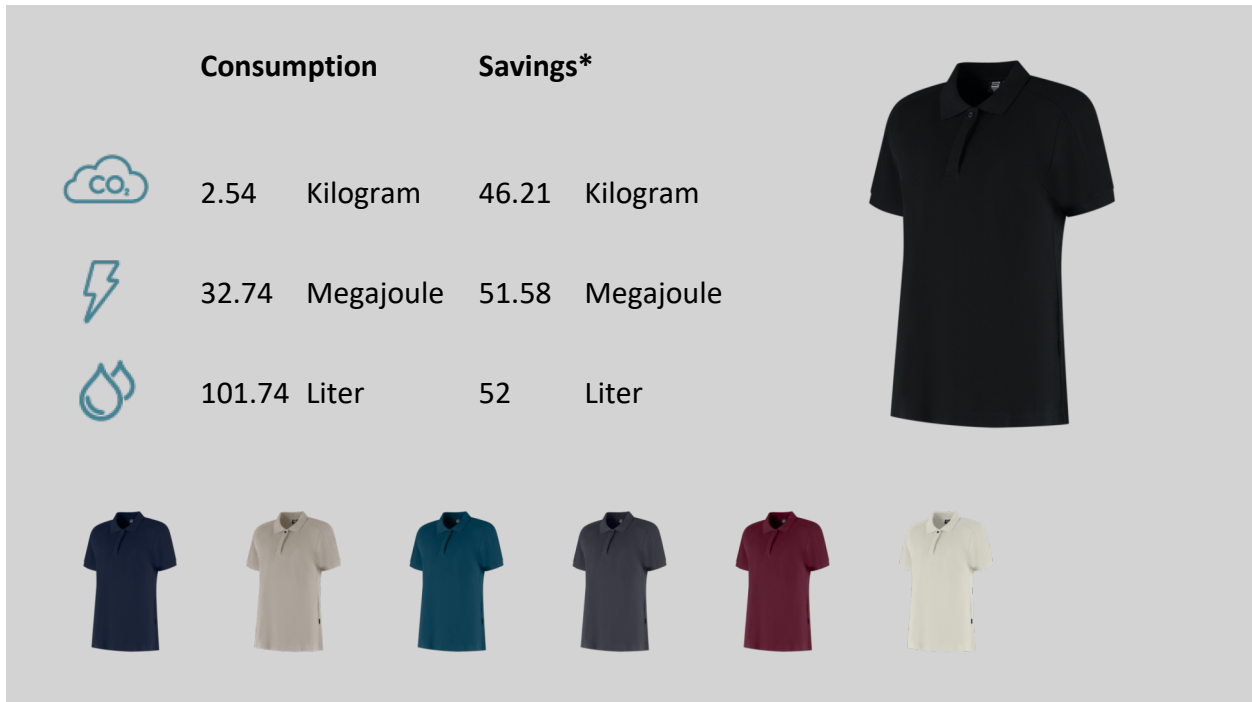 Consumption Savings*
CO₂ 2.54 Kilogram 46.21 Kilogram
32.74 Megajoule 51.58 Megajoule
101.74 Liter 52 Liter